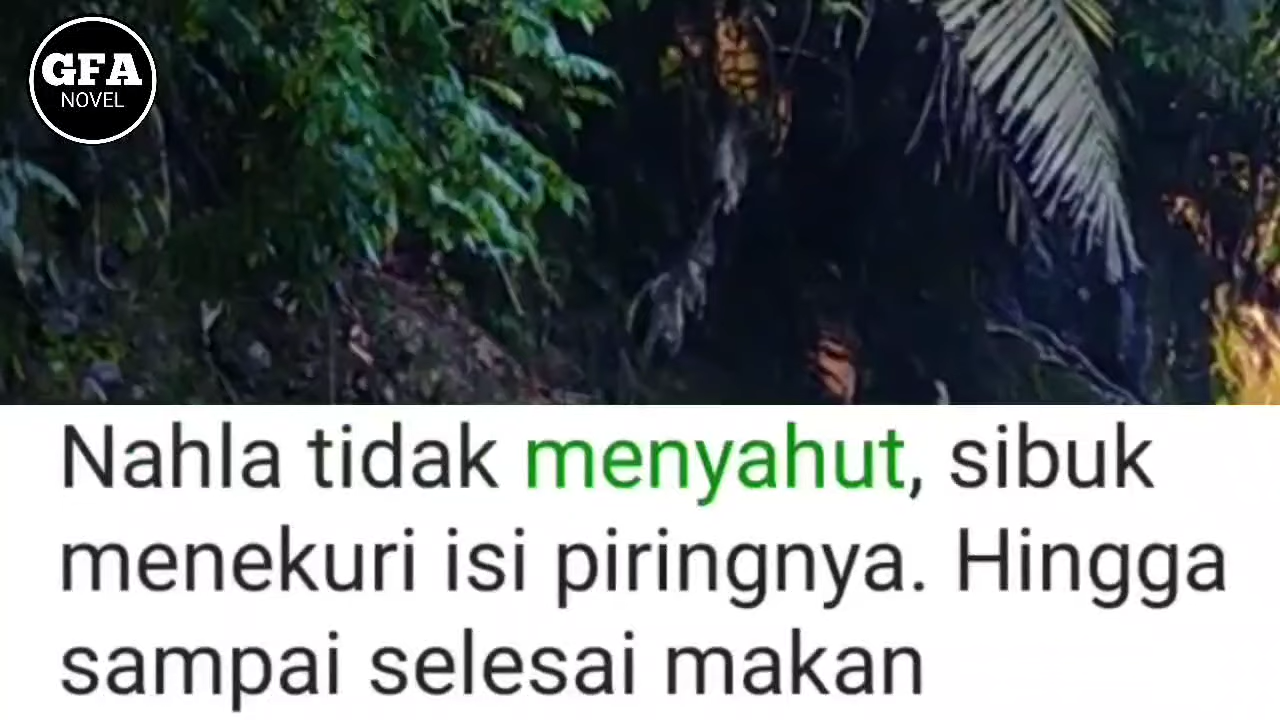 GFA
NOVEL
Nahla tidak menyahut, sibuk
menekuri isi piringnya. Hingga
sampai selesai makan